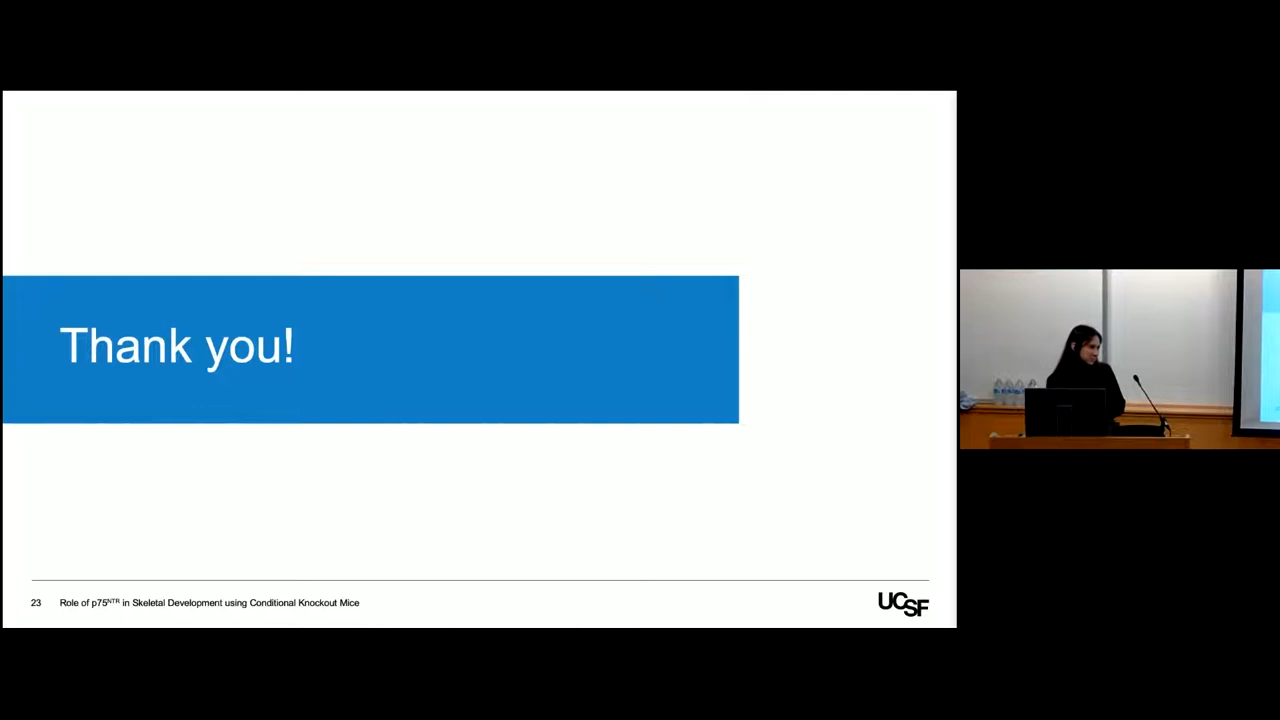 Thank you!
23 Role of p75ᴺᵀᴿ in Skeletal Development using Conditional Knockout Mice
UCSF